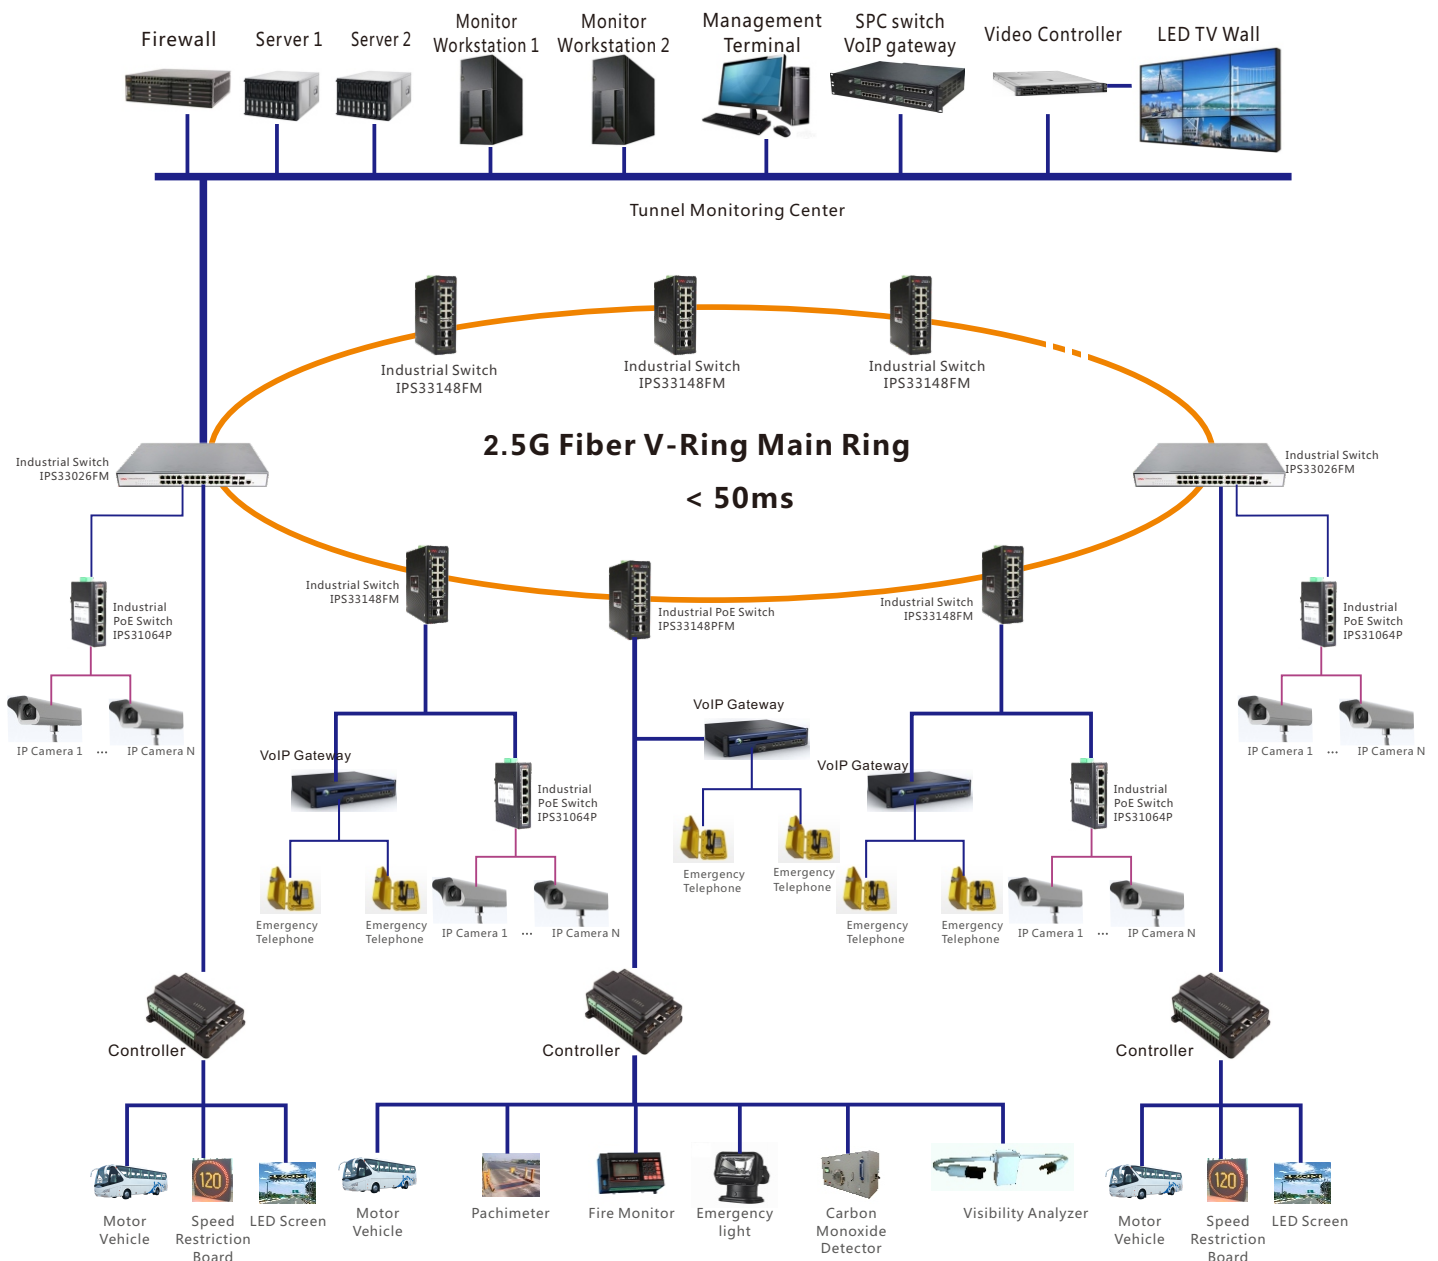 Firewall
Server 1
Server 2
Monitor
Workstation 1
Monitor
Workstation 2
Management
Terminal
SPC switch
VoIP gateway
Video Controller
LED TV Wall
Tunnel Monitoring Center
Industrial Switch
IPS33148FM
Industrial Switch
IPS33148FM
Industrial Switch
IPS33148FM
2.5G Fiber V-Ring Main Ring
< 50ms
Industrial Switch
IPS33026FM
Industrial Switch
IPS33026FM
Industrial
PoE Switch
IPS31064P
Industrial Switch
IPS33148FM
Industrial PoE Switch
IPS33148PFM
Industrial Switch
IPS33148FM
Industrial
PoE Switch
IPS31064P
IP Camera 1
...
IP Camera N
IP Camera 1
...
IP Camera N
VoIP Gateway
VoIP Gateway
VoIP Gateway
Industrial
PoE Switch
IPS31064P
Industrial
PoE Switch
IPS31064P
Emergency
Telephone
Emergency
Telephone
Emergency
Telephone
Emergency
Telephone
IP Camera 1
...
IP Camera N
Emergency
Telephone
Emergency
Telephone
IP Camera 1
...
IP Camera N
Controller
Controller
Controller
120
120
Motor
Vehicle
Speed
Restriction
Board
LED Screen
Motor
Vehicle
Pachimeter
Fire Monitor
Emergency
light
Carbon
Monoxide
Detector
Visibility Analyzer
Motor
Vehicle
Speed
Restriction
Board
LED Screen